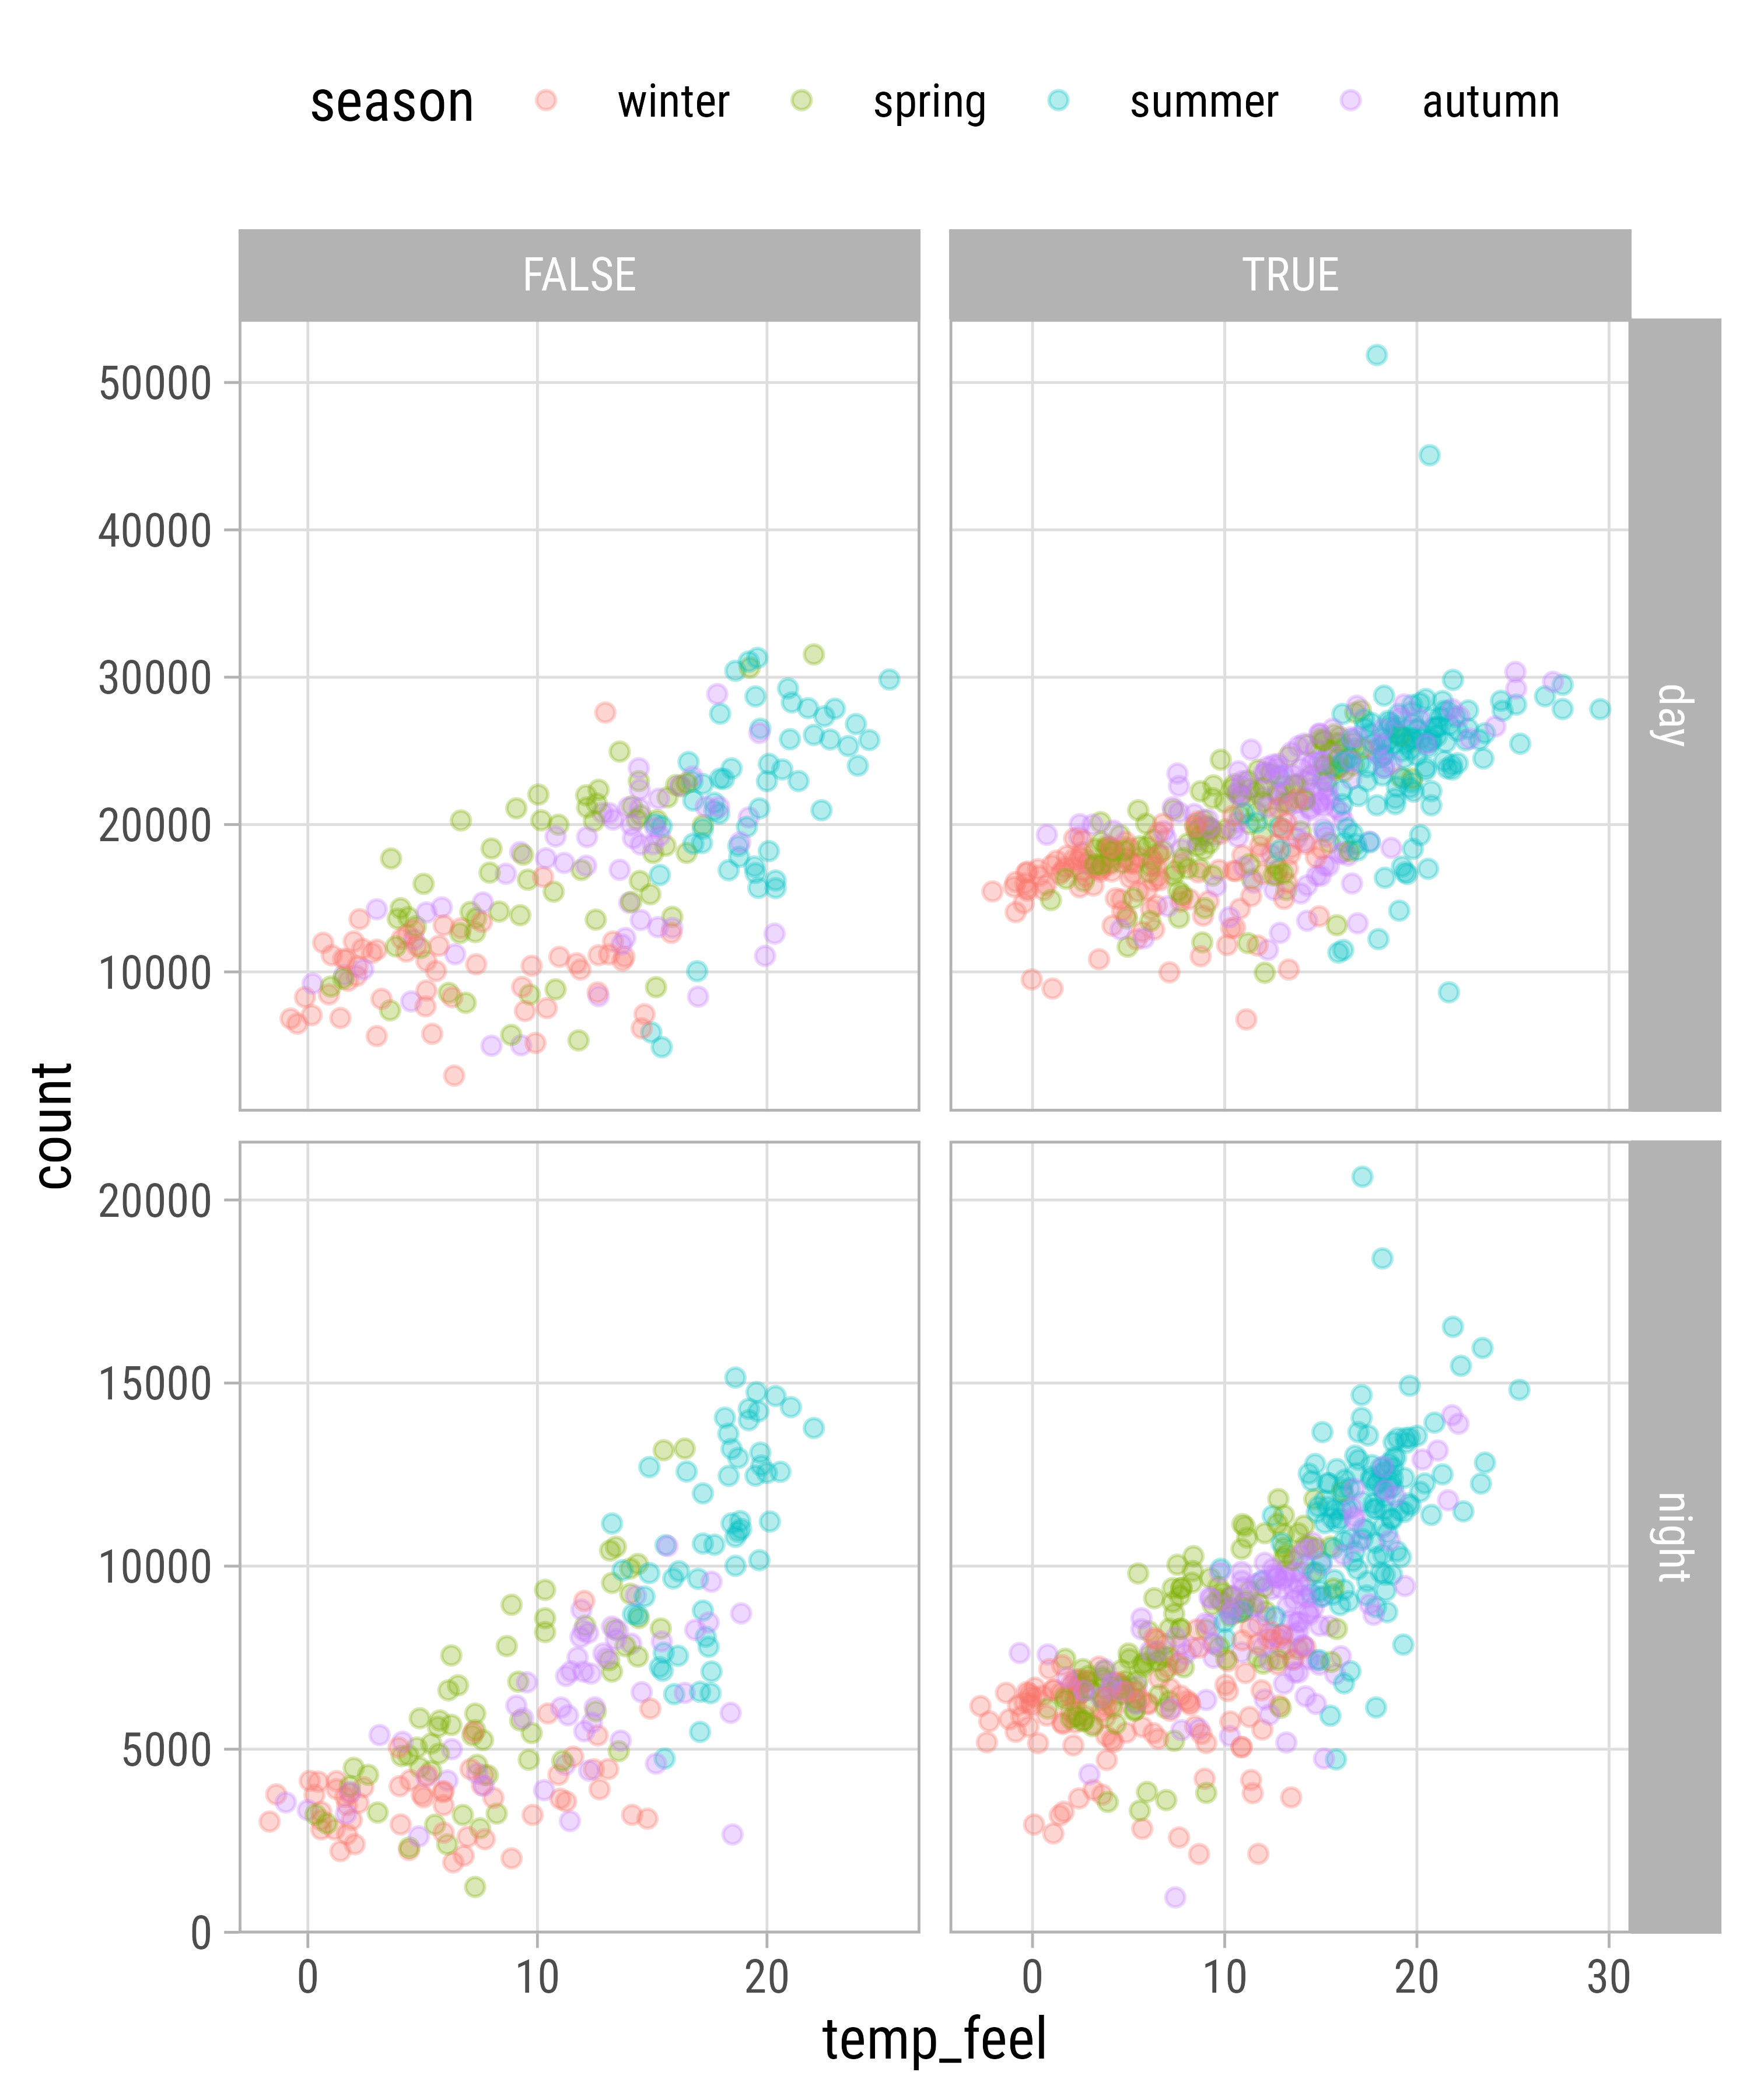 season winter spring summer autumn
FALSE TRUE
50000
40000
30000
20000
10000
day
count
20000
15000
10000
5000
0
night
0 10 20 0 10 20 30
temp_feel